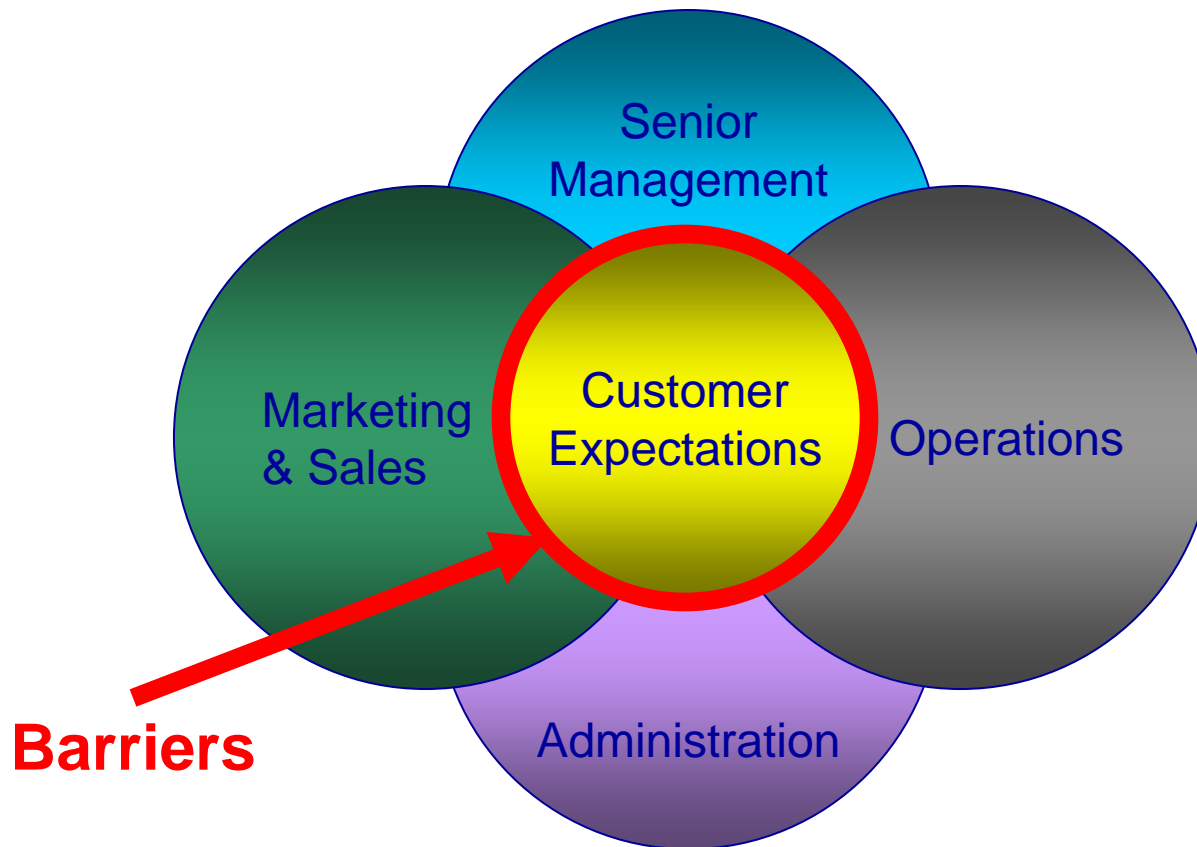 Senior
Management
Marketing
& Sales
Customer
Expectations
Operations
Administration
Barriers